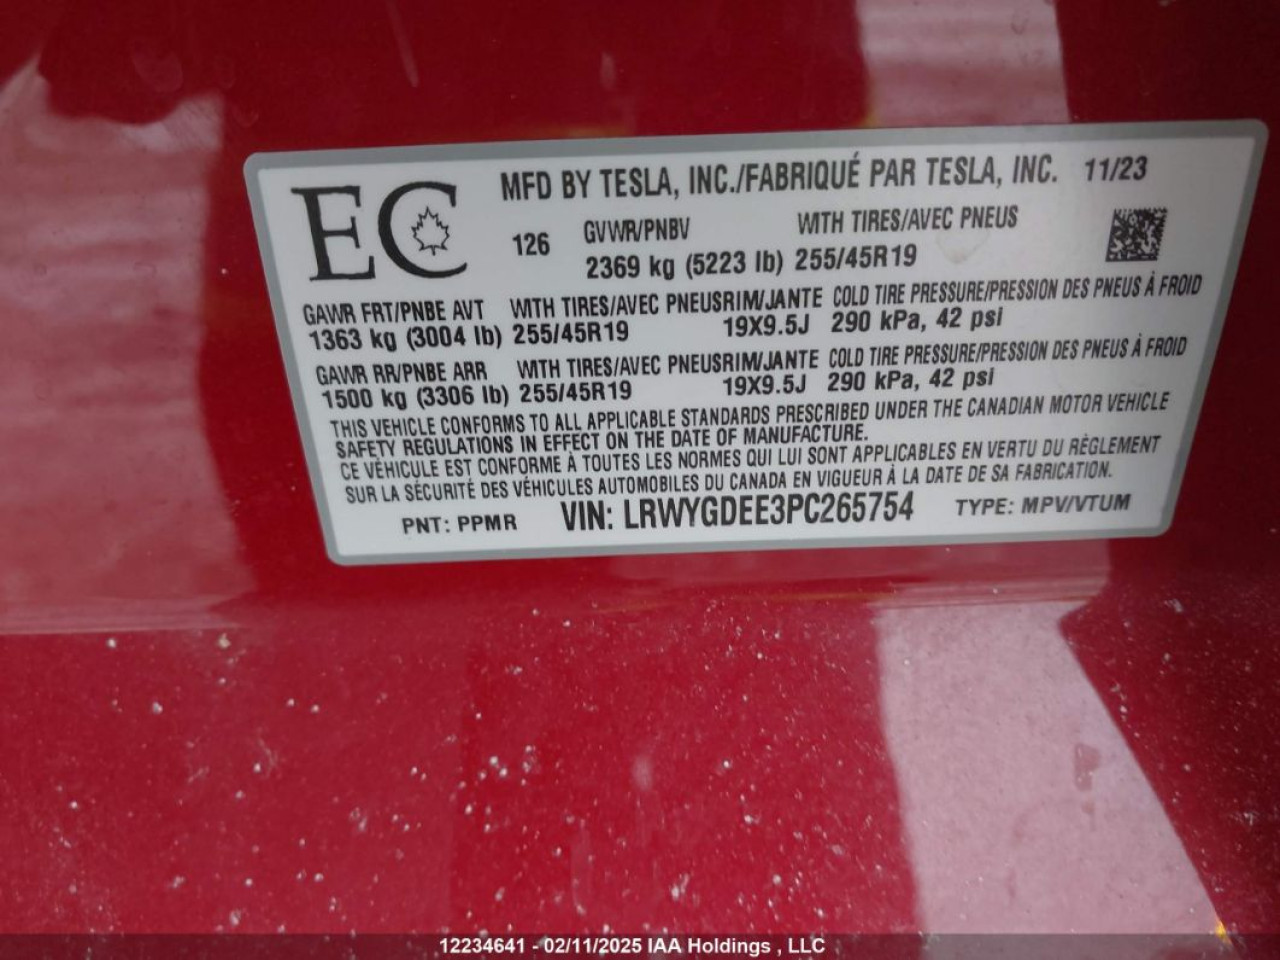 EC
MFD BY TESLA, INC./FABRIQUÉ PAR TESLA, INC. 11/23
126 GVWR/PNBV WITH TIRES/AVEC PNEUS
2369 kg (5223 lb) 255/45R19
GAWR FRT/PNBE AVT WITH TIRES/AVEC PNEUS RIM/JANTE COLD TIRE PRESSURE/PRESSION DES PNEUS À FROID
1363 kg (3004 lb) 255/45R19 19X9.5J 290 kPa, 42 psi
GAWR RR/PNBE ARR WITH TIRES/AVEC PNEUS RIM/JANTE COLD TIRE PRESSURE/PRESSION DES PNEUS À FROID
1500 kg (3306 lb) 255/45R19 19X9.5J 290 kPa, 42 psi
THIS VEHICLE CONFORMS TO ALL APPLICABLE STANDARDS PRESCRIBED UNDER THE CANADIAN MOTOR VEHICLE
SAFETY REGULATIONS IN EFFECT ON THE DATE OF MANUFACTURE.
CE VÉHICULE EST CONFORME À TOUTES LES NORMES QUI LUI SONT APPLICABLES EN VERTU DU RÈGLEMENT
SUR LA SÉCURITÉ DES VÉHICULES AUTOMOBILES DU CANADA EN VIGUEUR À LA DATE DE SA FABRICATION.
PNT: PPMR VIN: LRWYGDEE3PC265754 TYPE: MPV/VTUM
12234641 - 02/11/2025 IAA Holdings , LLC